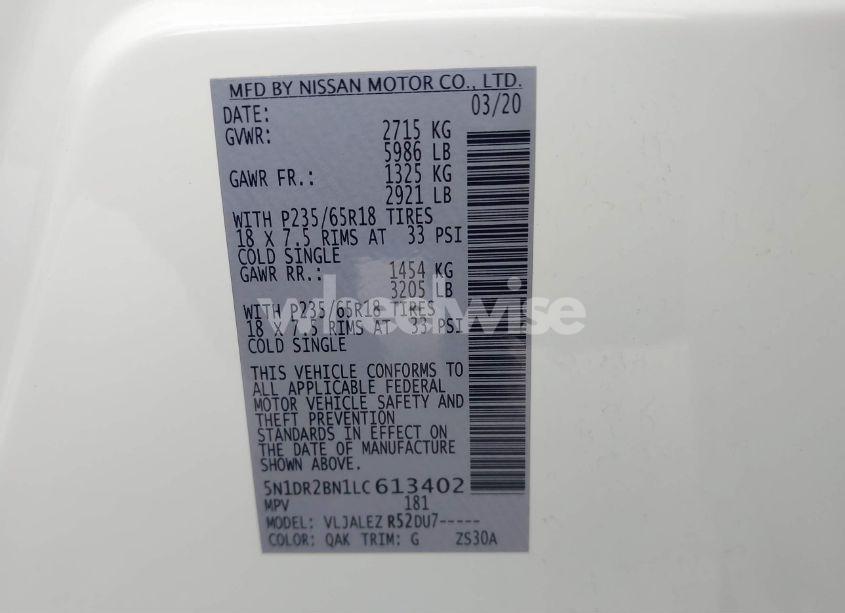 MFD BY NISSAN MOTOR CO., LTD.
DATE: 03/20
GVWR: 2715 KG
5986 LB
GAWR FR.: 1325 KG
2921 LB
WITH P235/65R18 TIRES
18 X 7.5 RIMS AT 33 PSI
COLD SINGLE
GAWR RR.: 1454 KG
3205 LB
WITH P235/65R18 TIRES
18 X 7.5 RIMS AT 33 PSI
COLD SINGLE
wheelwise
THIS VEHICLE CONFORMS TO
ALL APPLICABLE FEDERAL
MOTOR VEHICLE SAFETY AND
THEFT PREVENTION
STANDARDS IN EFFECT ON
THE DATE OF MANUFACTURE
SHOWN ABOVE.
5N1DR2BN1LC613402
MPV 181
MODEL: VLJALEZ R52DU7-----
COLOR: QAK TRIM: G ZS30A